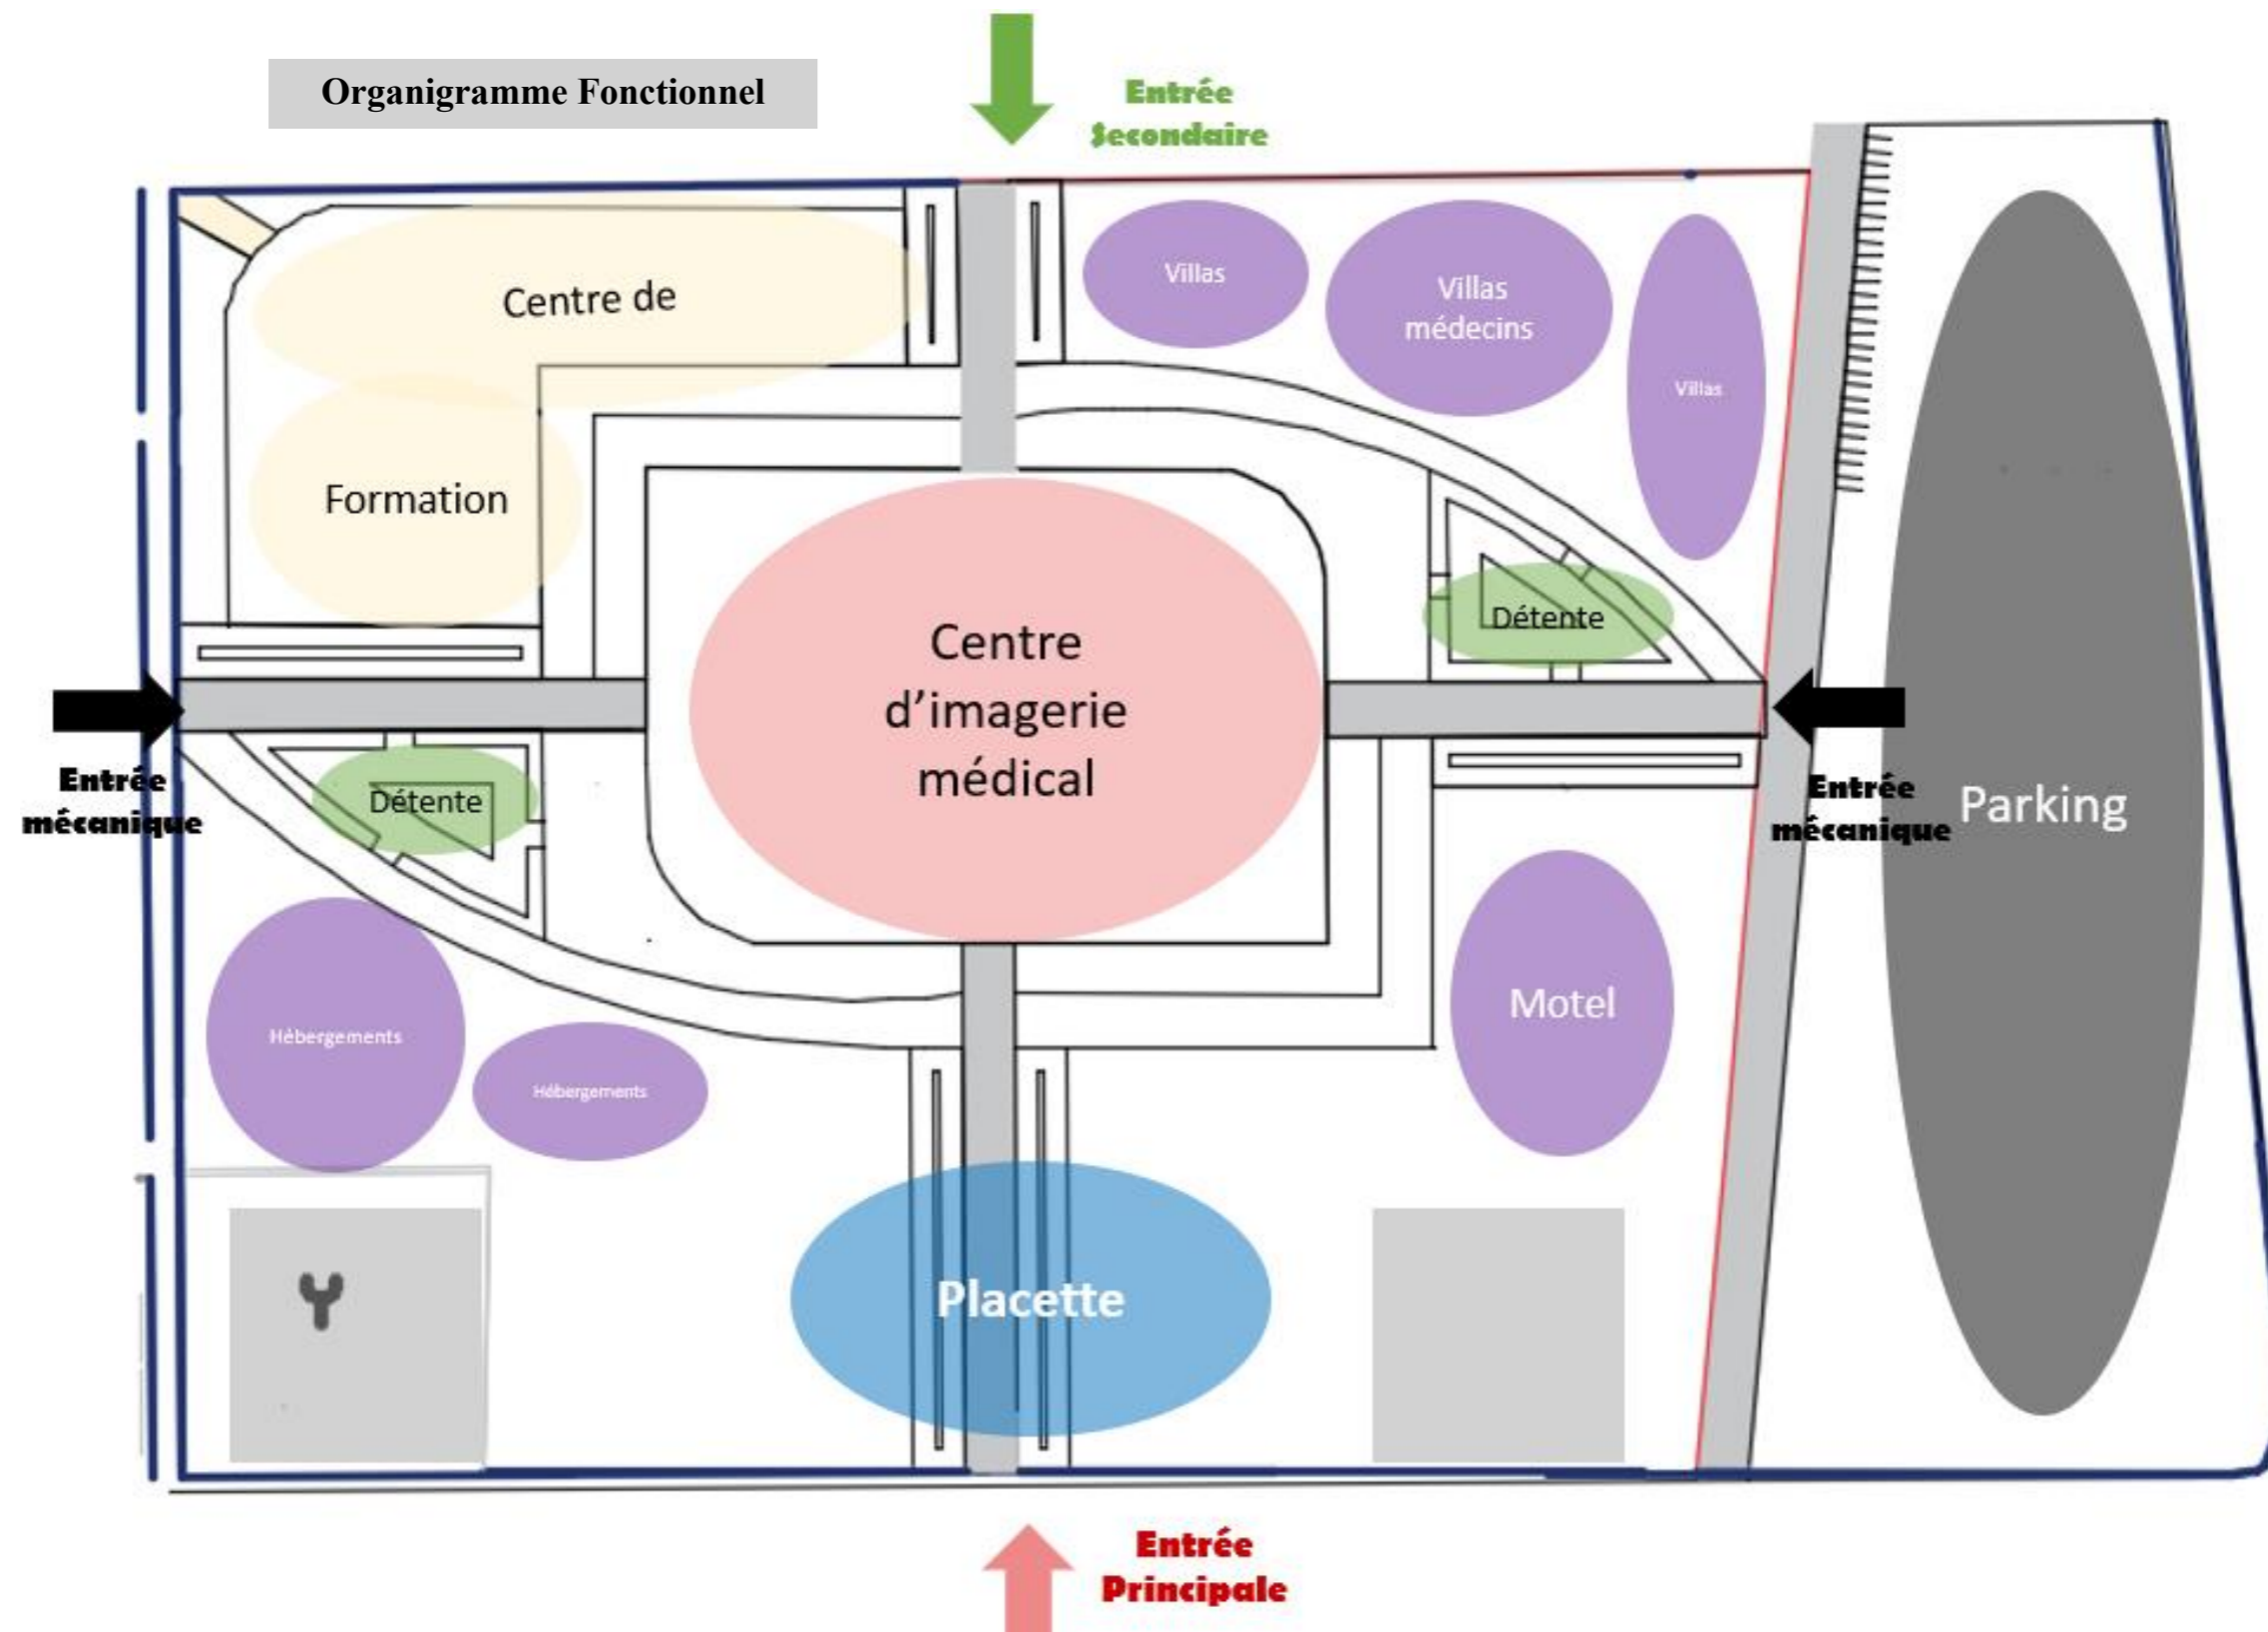 Organigramme Fonctionnel
Entrée
Secondaire
Centre de
Formation
Villas
Villas
médecins
Villas
Détente
Centre
d’imagerie
médical
Entrée
mécanique
Détente
Entrée
mécanique
Parking
Hébergements
Hébergements
Motel
Placette
Entrée
Principale